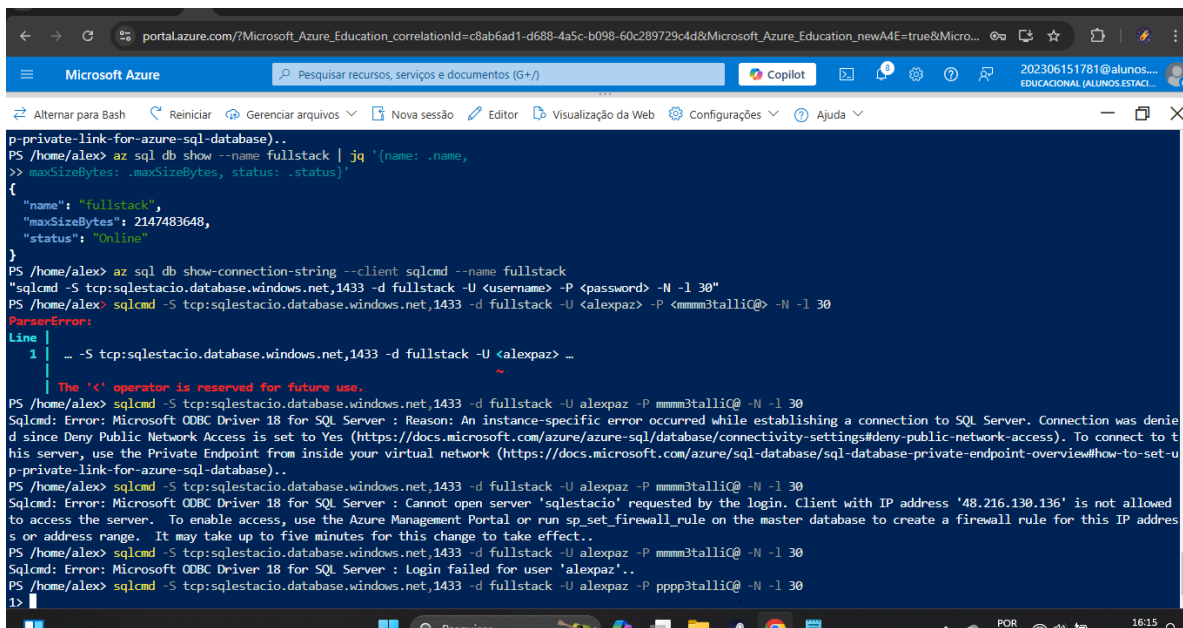 portal.azure.com/?Microsoft_Azure_Education_correlationId=c8ab6ad1-d688-4a5c-b098-60c289729c4d&Microsoft_Azure_Education_newA4E=true&Micro...
Microsoft Azure
Pesquisar recursos, serviços e documentos (G+/)
Copilot
8
202306151781@alunos....
EDUCACIONAL (ALUNOS.ESTACI...
Alternar para Bash Reiniciar Gerenciar arquivos Nova sessão Editor Visualização da Web Configurações Ajuda
p-private-link-for-azure-sql-database)..
PS /home/alex> az sql db show --name fullstack | jq '{name: .name,
>> maxSizeBytes: .maxSizeBytes, status: .status}'
{
"name": "fullstack",
"maxSizeBytes": 2147483648,
"status": "Online"
}
PS /home/alex> az sql db show-connection-string --client sqlcmd --name fullstack
"sqlcmd -S tcp:sqlestacio.database.windows.net,1433 -d fullstack -U <username> -P <password> -N -l 30"
PS /home/alex> sqlcmd -S tcp:sqlestacio.database.windows.net,1433 -d fullstack -U <alexpaz> -P <mmmm3talliC@> -N -l 30
ParserError:
Line |
1 | … -S tcp:sqlestacio.database.windows.net,1433 -d fullstack -U <alexpaz> …
| ~
| The '<' operator is reserved for future use.
PS /home/alex> sqlcmd -S tcp:sqlestacio.database.windows.net,1433 -d fullstack -U alexpaz -P mmmm3talliC@ -N -l 30
Sqlcmd: Error: Microsoft ODBC Driver 18 for SQL Server : Reason: An instance-specific error occurred while establishing a connection to SQL Server. Connection was denie
d since Deny Public Network Access is set to Yes (https://docs.microsoft.com/azure/azure-sql/database/connectivity-settings#deny-public-network-access). To connect to t
his server, use the Private Endpoint from inside your virtual network (https://docs.microsoft.com/azure/sql-database/sql-database-private-endpoint-overview#how-to-set-u
p-private-link-for-azure-sql-database)..
PS /home/alex> sqlcmd -S tcp:sqlestacio.database.windows.net,1433 -d fullstack -U alexpaz -P mmmm3talliC@ -N -l 30
Sqlcmd: Error: Microsoft ODBC Driver 18 for SQL Server : Cannot open server 'sqlestacio' requested by the login. Client with IP address '48.216.130.136' is not allowed
to access the server.  To enable access, use the Azure Management Portal or run sp_set_firewall_rule on the master database to create a firewall rule for this IP addres
s or address range.  It may take up to five minutes for this change to take effect..
PS /home/alex> sqlcmd -S tcp:sqlestacio.database.windows.net,1433 -d fullstack -U alexpaz -P mmmm3talliC@ -N -l 30
Sqlcmd: Error: Microsoft ODBC Driver 18 for SQL Server : Login failed for user 'alexpaz'..
PS /home/alex> sqlcmd -S tcp:sqlestacio.database.windows.net,1433 -d fullstack -U alexpaz -P pppp3talliC@ -N -l 30
1>
POR
16:15